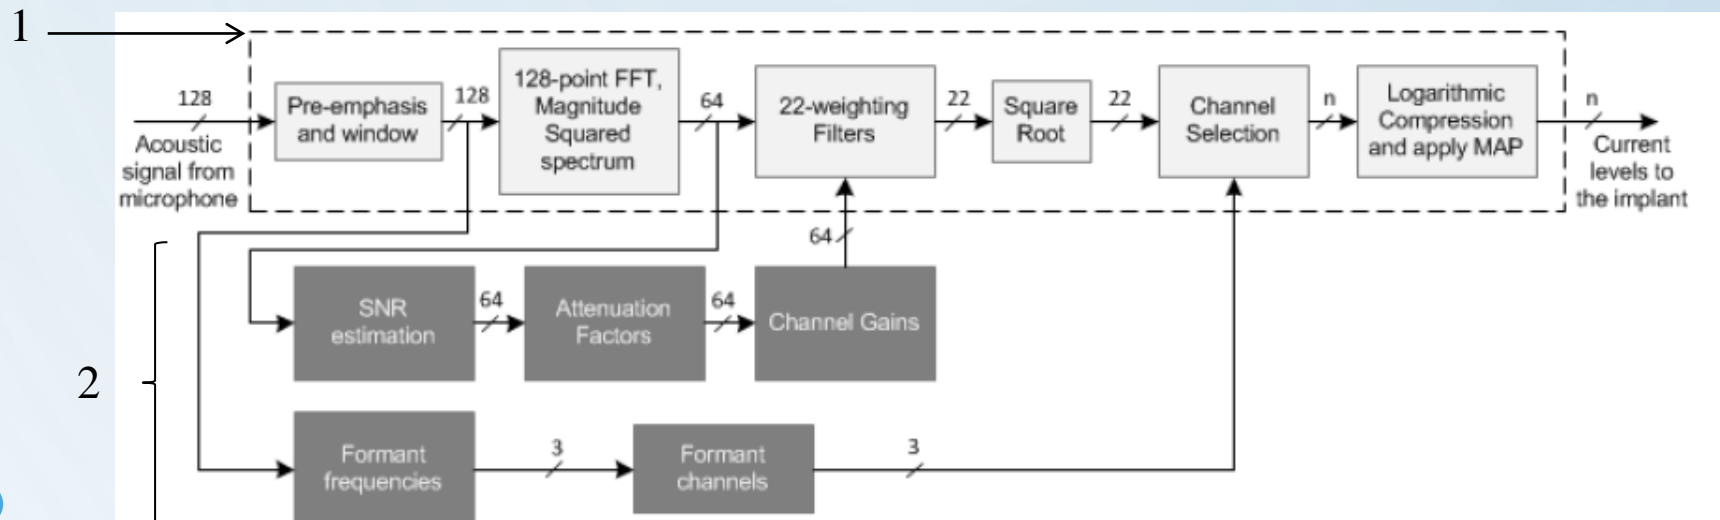 1
128
Acoustic
signal from
microphone
Pre-emphasis
and window
128
128-point FFT,
Magnitude
Squared
spectrum
64
22-weighting
Filters
22
Square
Root
22
Channel
Selection
n
Logarithmic
Compression
and apply MAP
n
Current
levels to
the implant
64
2
SNR
estimation
64
Attenuation
Factors
64
Channel Gains
Formant
frequencies
3
Formant
channels
3